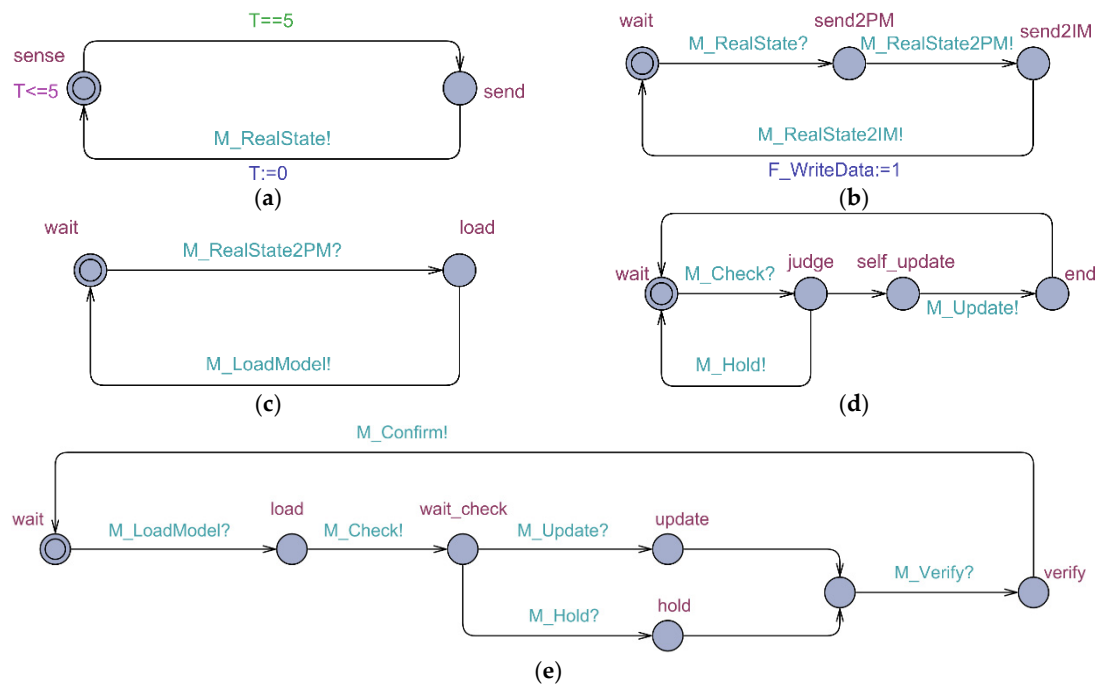 T==5
sense
T<=5
send
M_RealState!
T:=0
(a)
wait
send2PM
send2IM
M_RealState?
M_RealState2PM!
M_RealState2IM!
F_WriteData:=1
(b)
wait
load
M_RealState2PM?
M_LoadModel!
(c)
wait
M_Check?
judge
self_update
end
M_Update!
M_Hold!
(d)
M_Confirm!
wait
M_LoadModel?
load
M_Check!
wait_check
M_Update?
update
M_Hold?
hold
M_Verify?
verify
(e)